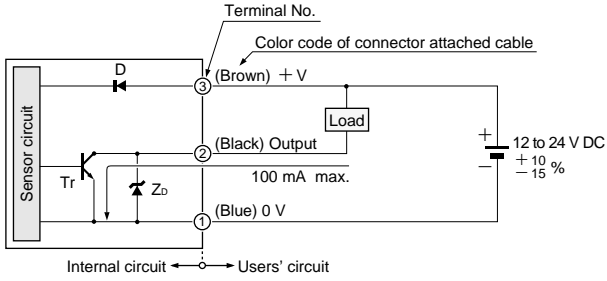 Terminal No.
Color code of connector attached cable
D
③ (Brown) +V
Load
Sensor circuit
② (Black) Output
+
12 to 24 V DC
+ 10
− 15 %
−
100 mA max.
Tr
ZD
① (Blue) 0 V
Internal circuit
Users' circuit